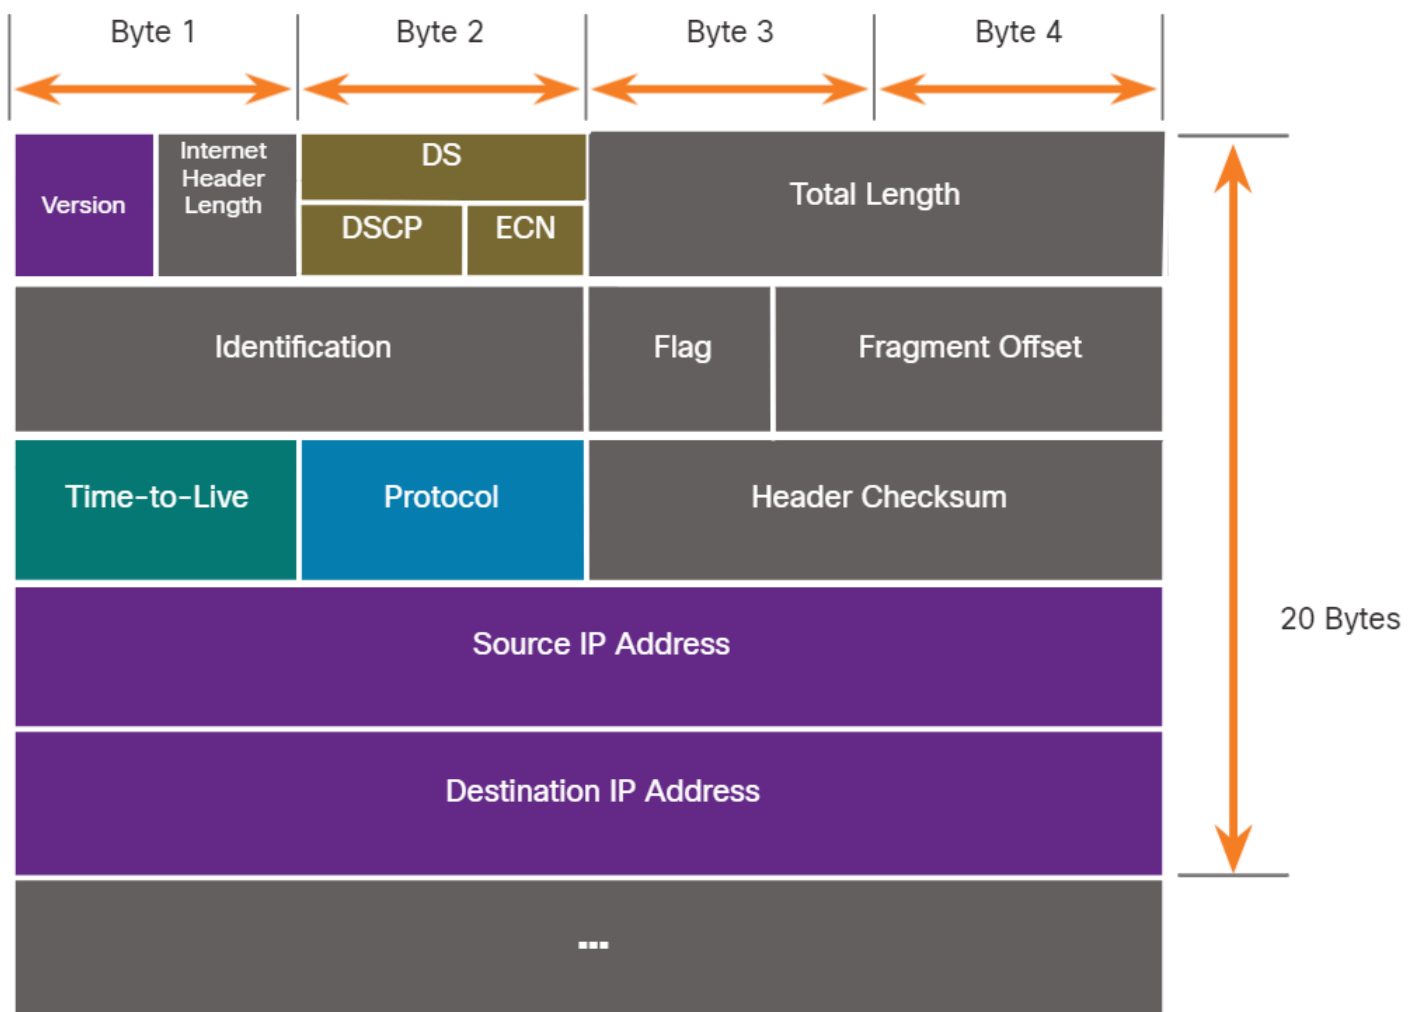 Byte 1
Byte 2
Byte 3
Byte 4
Version
Internet
Header
Length
DS
DSCP
ECN
Total Length
Identification
Flag
Fragment Offset
Time-to-Live
Protocol
Header Checksum
Source IP Address
Destination IP Address
20 Bytes
...